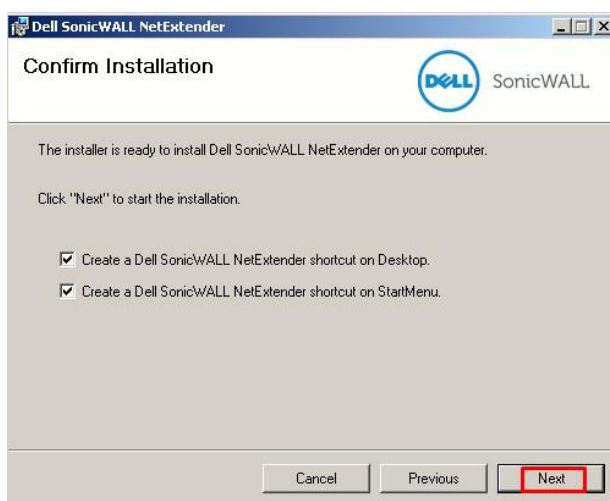 Dell SonicWALL NetExtender
Confirm Installation
DELL SonicWALL
The installer is ready to install Dell SonicWALL NetExtender on your computer.
Click "Next" to start the installation.
Create a Dell SonicWALL NetExtender shortcut on Desktop.
Create a Dell SonicWALL NetExtender shortcut on StartMenu.
Cancel Previous Next